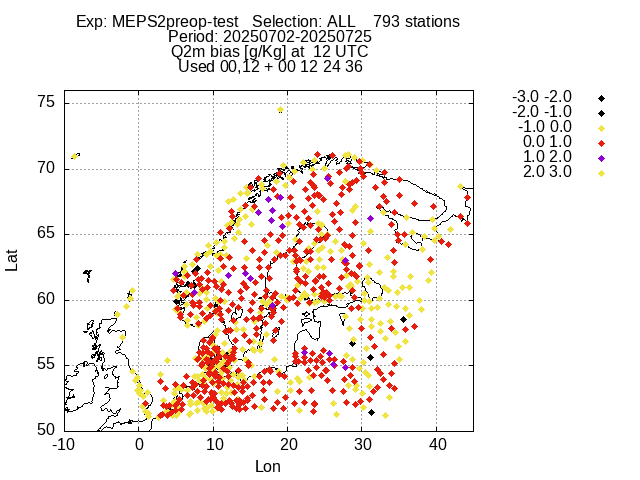 Exp: MEPS2preop-test   Selection: ALL    793 stations
Period: 20250702-20250725
Q2m bias [g/Kg] at  12 UTC
Used 00,12 + 00 12 24 36
-3.0 -2.0
-2.0 -1.0
-1.0 0.0
0.0 1.0
1.0 2.0
2.0 3.0
75
70
65
60
55
50
Lat
-10 0 10 20 30 40
Lon